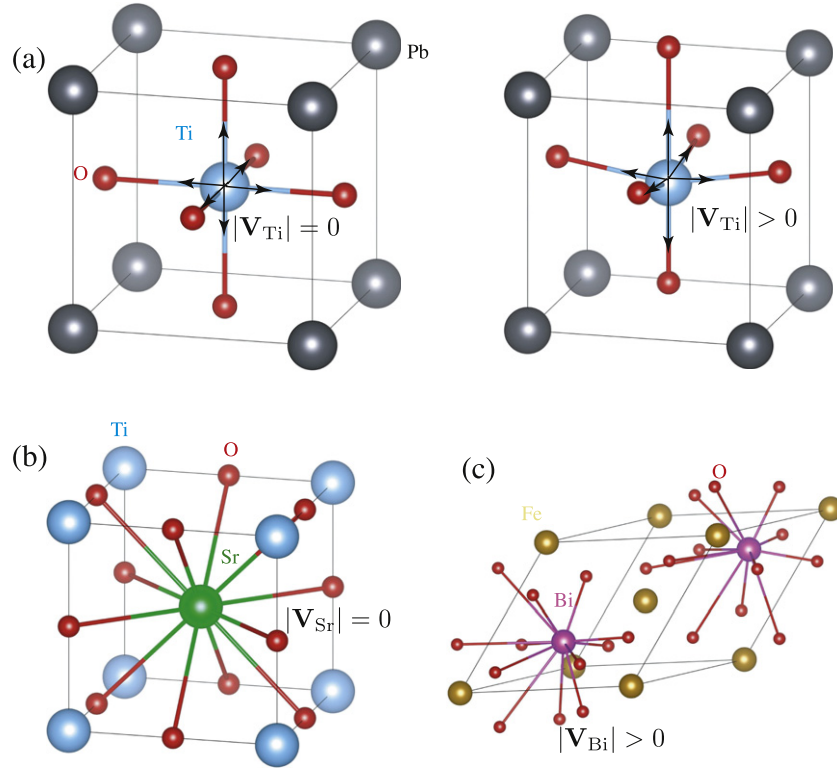 (a)
Pb
Ti
O
|V_Ti| = 0
|V_Ti| > 0
(b)
Ti
O
Sr
|V_Sr| = 0
(c)
O
Fe
Bi
|V_Bi| > 0